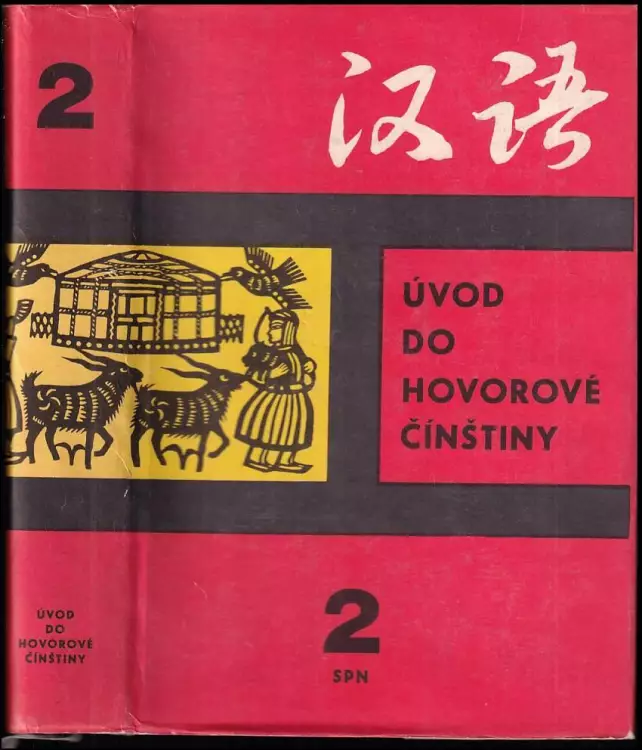 2
ÚVOD
DO
HOVOROVÉ
ČÍNŠTINY
汉语
ÚVOD
DO
HOVOROVÉ
ČÍNŠTINY
2
SPN